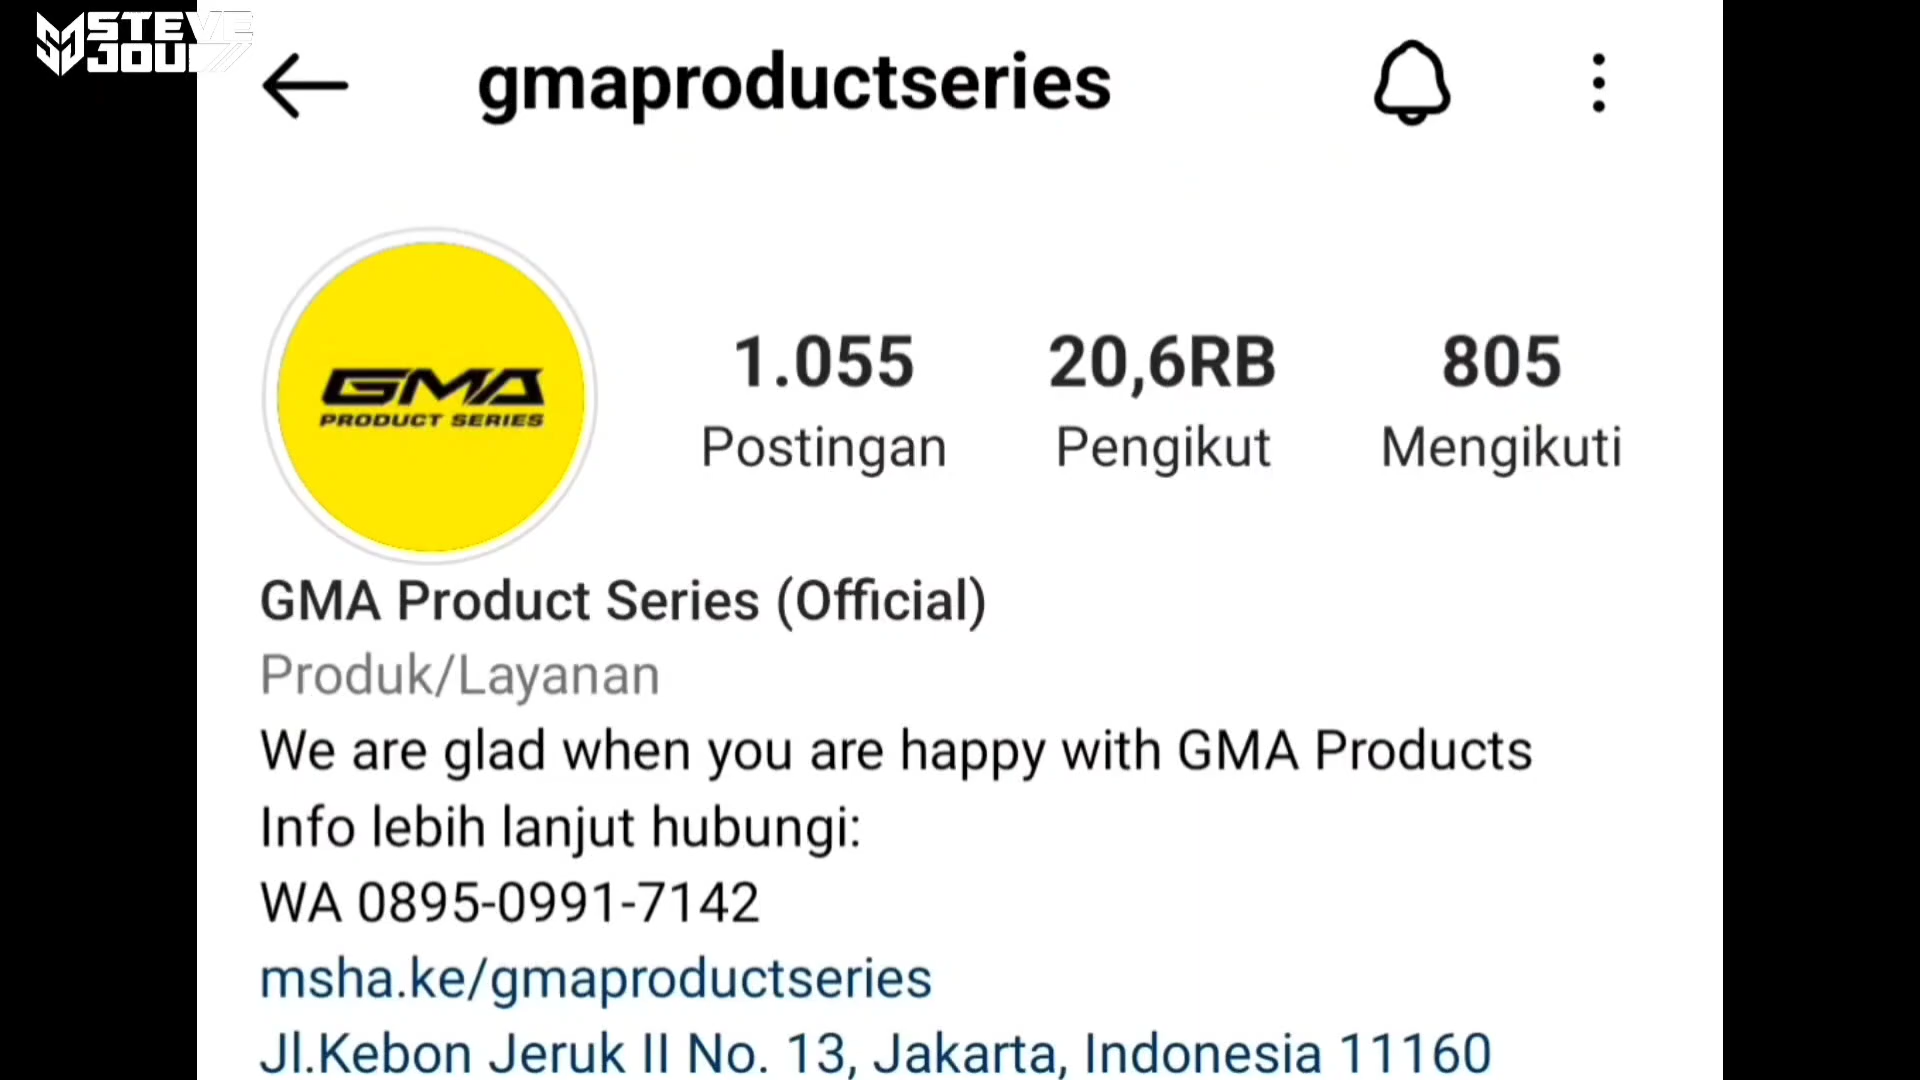 STEVE
gmaproductseries
GMA
PRODUCT SERIES
1.055 20,6RB 805
Postingan Pengikut Mengikuti
GMA Product Series (Official)
Produk/Layanan
We are glad when you are happy with GMA Products
Info lebih lanjut hubungi:
WA 0895-0991-7142
msha.ke/gmaproductseries
Jl.Kebon Jeruk II No. 13, Jakarta, Indonesia 11160